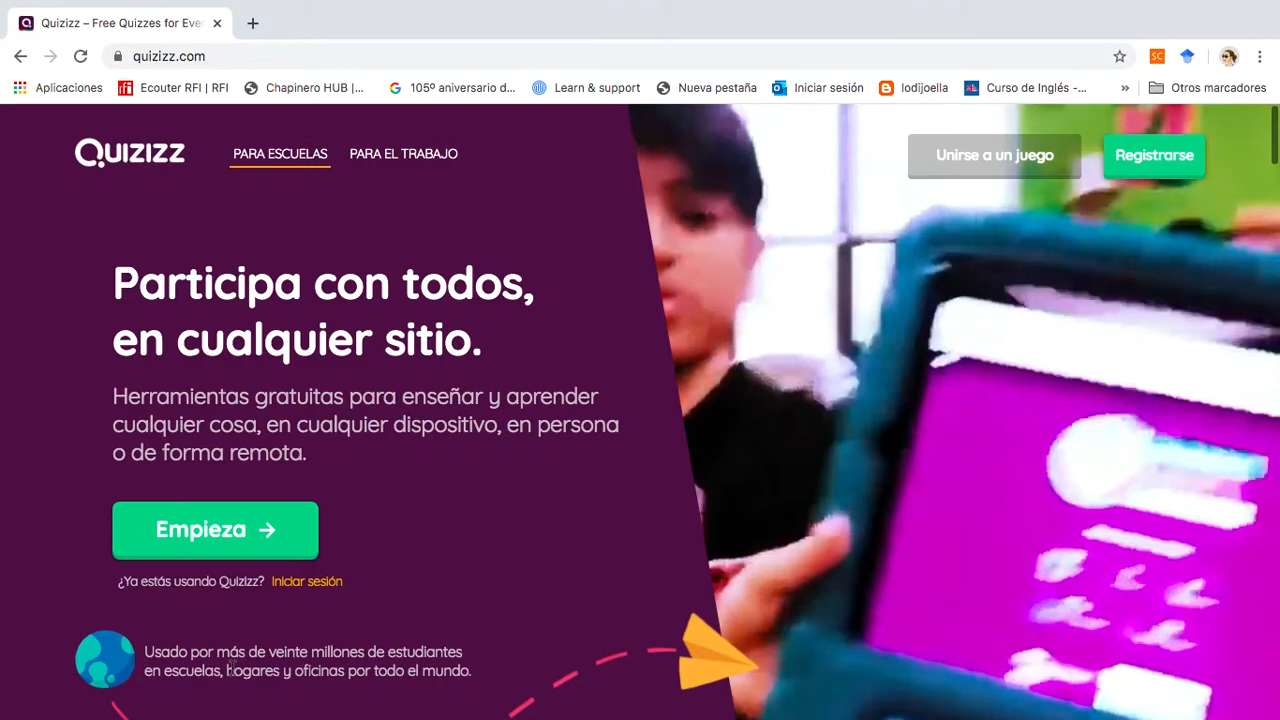 Quizizz – Free Quizzes for Eve
quizizz.com
Aplicaciones
rfi
Ecouter RFI | RFI
Chapinero HUB |...
105º aniversario d...
Learn & support
Nueva pestaña
Iniciar sesión
lodijoella
Curso de Inglés -...
»
Otros marcadores
SC
QUIZIZZ
PARA ESCUELAS
PARA EL TRABAJO
Unirse a un juego
Registrarse
Participa con todos,
en cualquier sitio.
Herramientas gratuitas para enseñar y aprender
cualquier cosa, en cualquier dispositivo, en persona
o de forma remota.
Empieza →
¿Ya estás usando Quizizz? Iniciar sesión
Usado por más de veinte millones de estudiantes
en escuelas, hogares y oficinas por todo el mundo.